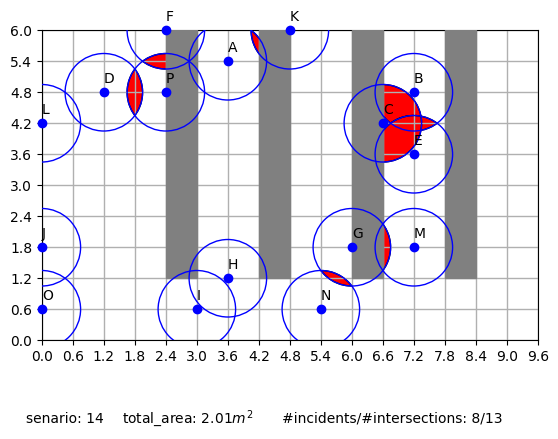 F
K
6.0
A
5.4
D
P
B
4.8
L
C
4.2
E
3.6
3.0
2.4
J
G
M
1.8
H
1.2
O
I
N
0.6
0.0
0.0 0.6 1.2 1.8 2.4 3.0 3.6 4.2 4.8 5.4 6.0 6.6 7.2 7.8 8.4 9.0 9.6
senario: 14 total_area: 2.01m² #incidents/#intersections: 8/13